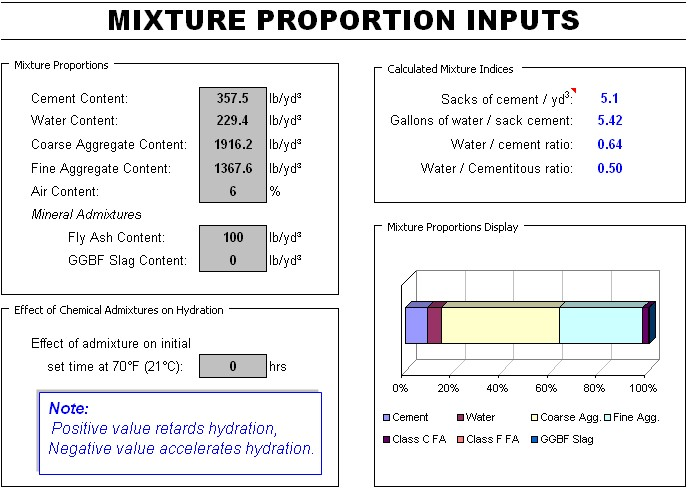 MIXTURE PROPORTION INPUTS
Mixture Proportions
Cement Content: 357.5 lb/yd³
Water Content: 229.4 lb/yd³
Coarse Aggregate Content: 1916.2 lb/yd³
Fine Aggregate Content: 1367.6 lb/yd³
Air Content: 6 %
Mineral Admixtures
Fly Ash Content: 100 lb/yd³
GGBF Slag Content: 0 lb/yd³
Effect of Chemical Admixtures on Hydration
Effect of admixture on initial
set time at 70°F (21°C): 0 hrs
Note:
Positive value retards hydration,
Negative value accelerates hydration.
Calculated Mixture Indices
Sacks of cement / yd³: 5.1
Gallons of water / sack cement: 5.42
Water / cement ratio: 0.64
Water / Cementitous ratio: 0.50
Mixture Proportions Display
0% 20% 40% 60% 80% 100%
Cement Water Coarse Agg. Fine Agg.
Class C FA Class F FA GGBF Slag